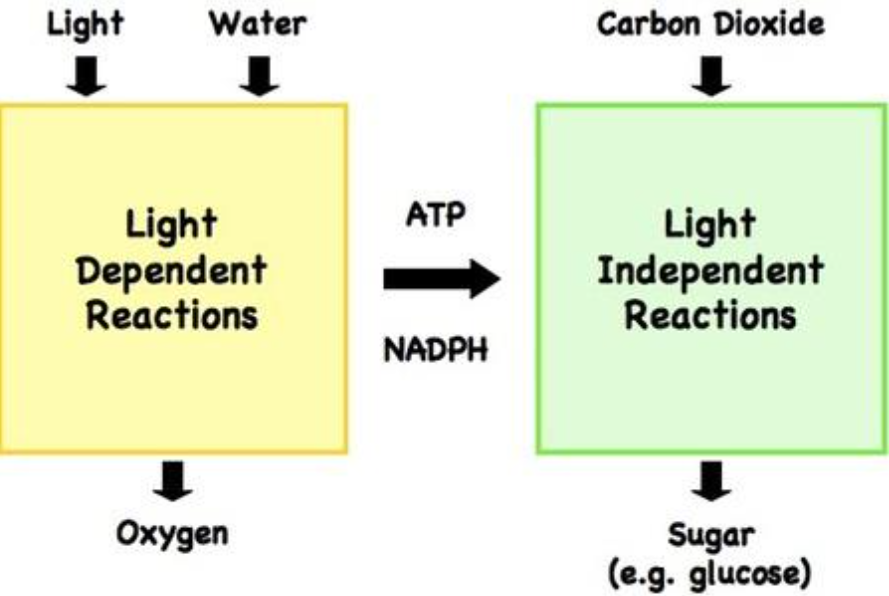 Light
Water
Carbon Dioxide
Light
Dependent
Reactions
ATP
NADPH
Light
Independent
Reactions
Oxygen
Sugar
(e.g. glucose)